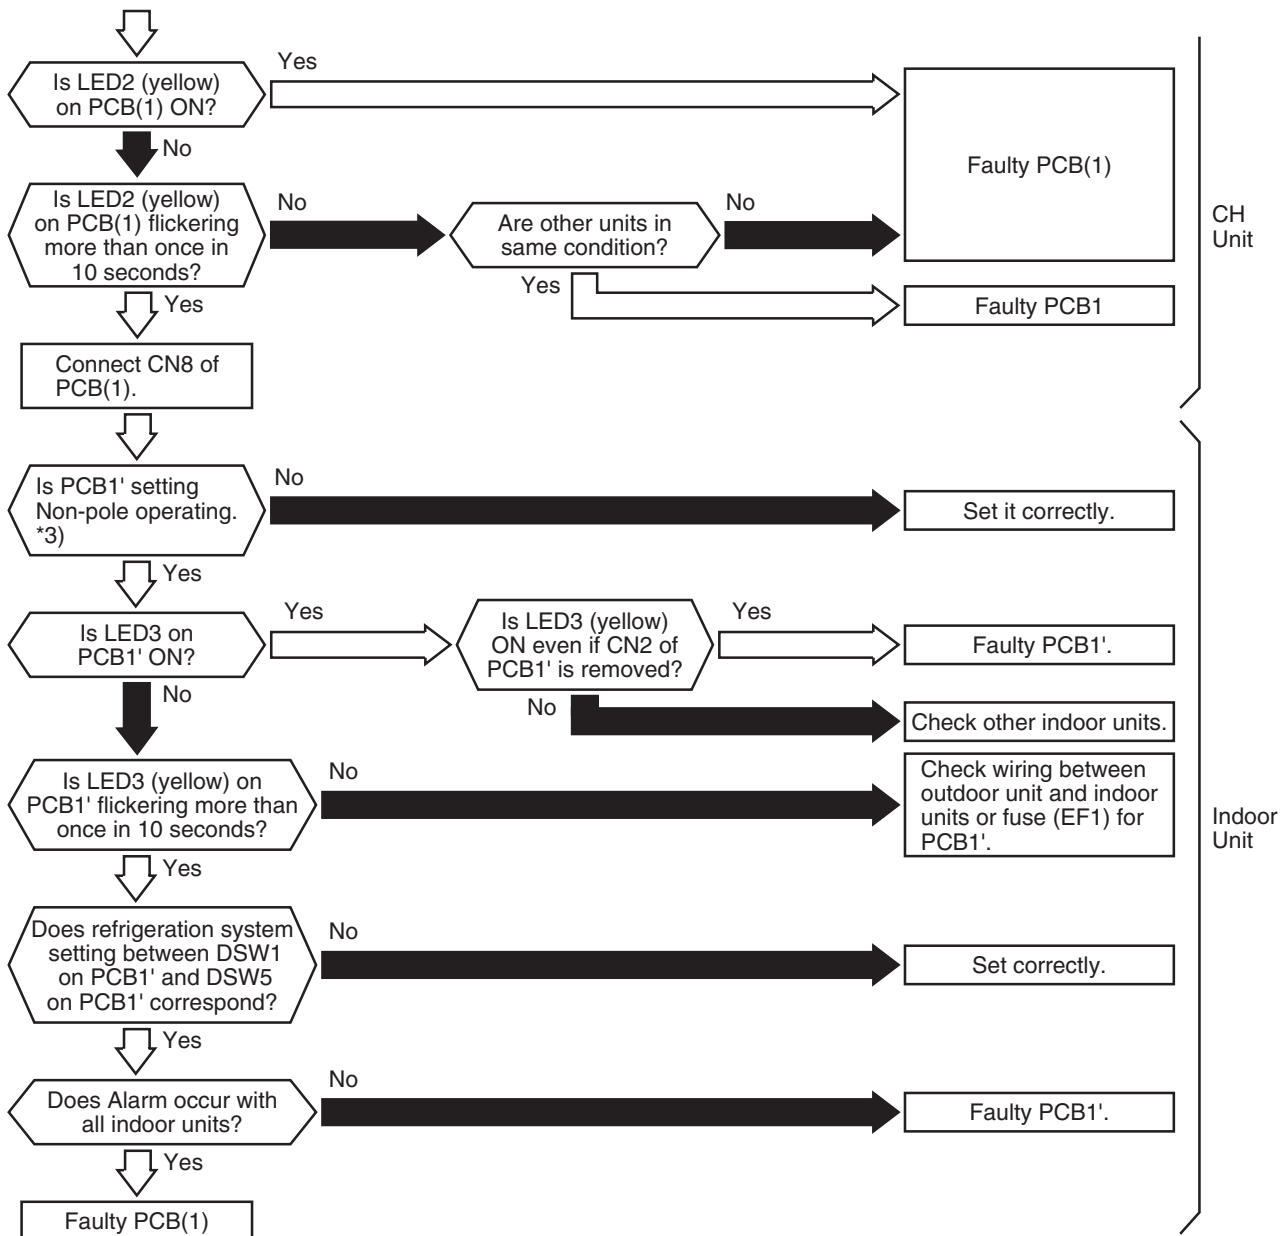 Is LED2 (yellow)
on PCB(1) ON?
Yes
Faulty PCB(1)
No
Is LED2 (yellow)
on PCB(1) flickering
more than once in
10 seconds?
No
Are other units in
same condition?
No
Yes
Faulty PCB1
CH
Unit
Yes
Connect CN8 of
PCB(1).
Is PCB1' setting
Non-pole operating.
*3)
No
Set it correctly.
Yes
Is LED3 on
PCB1' ON?
Yes
Is LED3 (yellow)
ON even if CN2 of
PCB1' is removed?
Yes
Faulty PCB1'.
No
Check other indoor units.
No
Is LED3 (yellow) on
PCB1' flickering more than
once in 10 seconds?
No
Check wiring between
outdoor unit and indoor
units or fuse (EF1) for
PCB1'.
Indoor
Unit
Yes
Does refrigeration system
setting between DSW1
on PCB1' and DSW5
on PCB1' correspond?
No
Set correctly.
Yes
Does Alarm occur with
all indoor units?
No
Faulty PCB1'.
Yes
Faulty PCB(1)